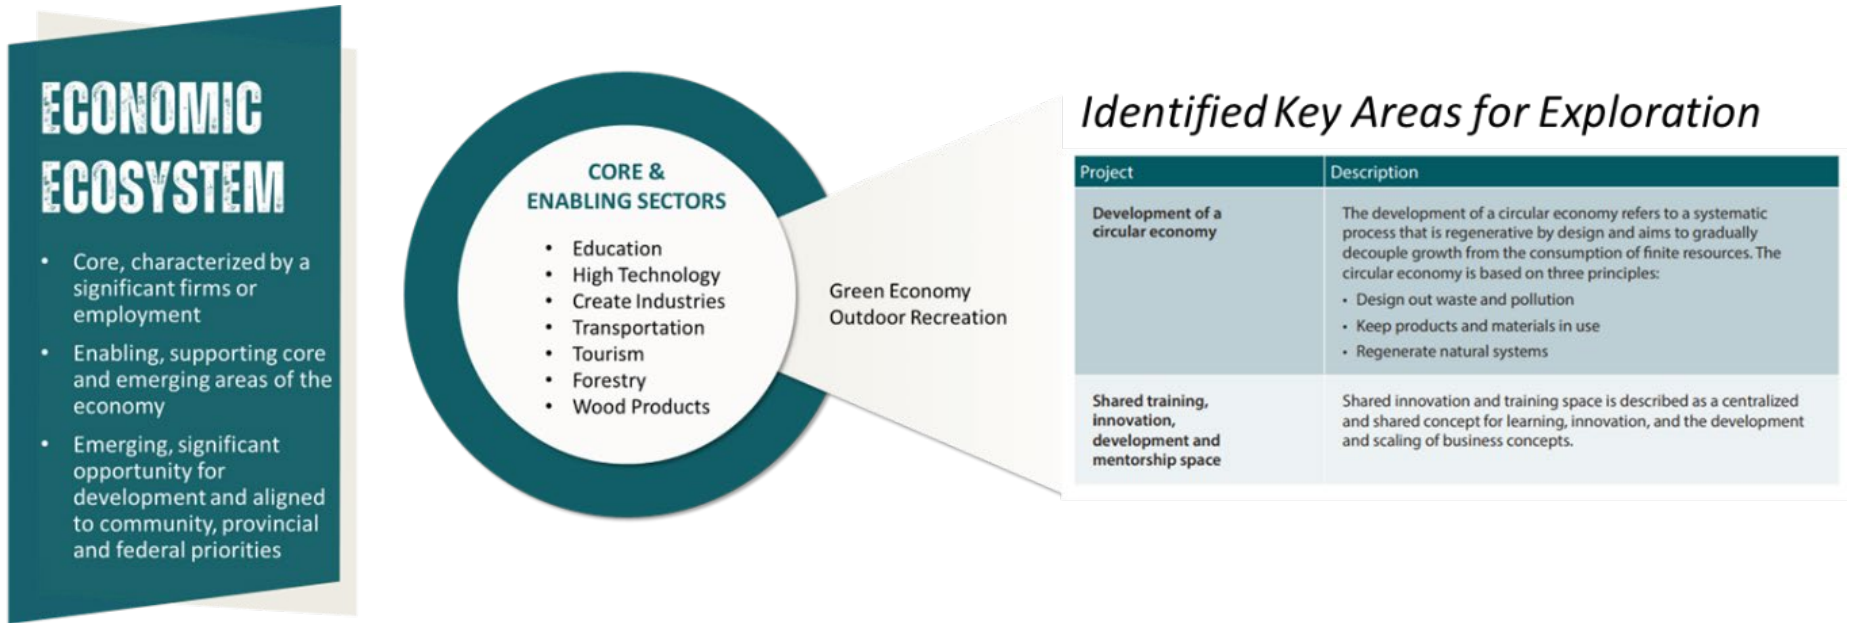 ECONOMIC
ECOSYSTEM
• Core, characterized by a
significant firms or
employment
• Enabling, supporting core
and emerging areas of the
economy
• Emerging, significant
opportunity for
development and aligned
to community, provincial
and federal priorities
CORE &
ENABLING SECTORS
• Education
• High Technology
• Create Industries
• Transportation
• Tourism
• Forestry
• Wood Products
Green Economy
Outdoor Recreation
Identified Key Areas for Exploration
Project Description
Development of a
circular economy
The development of a circular economy refers to a systematic
process that is regenerative by design and aims to gradually
decouple growth from the consumption of finite resources. The
circular economy is based on three principles:
• Design out waste and pollution
• Keep products and materials in use
• Regenerate natural systems
Shared training,
innovation,
development and
mentorship space
Shared innovation and training space is described as a centralized
and shared concept for learning, innovation, and the development
and scaling of business concepts.